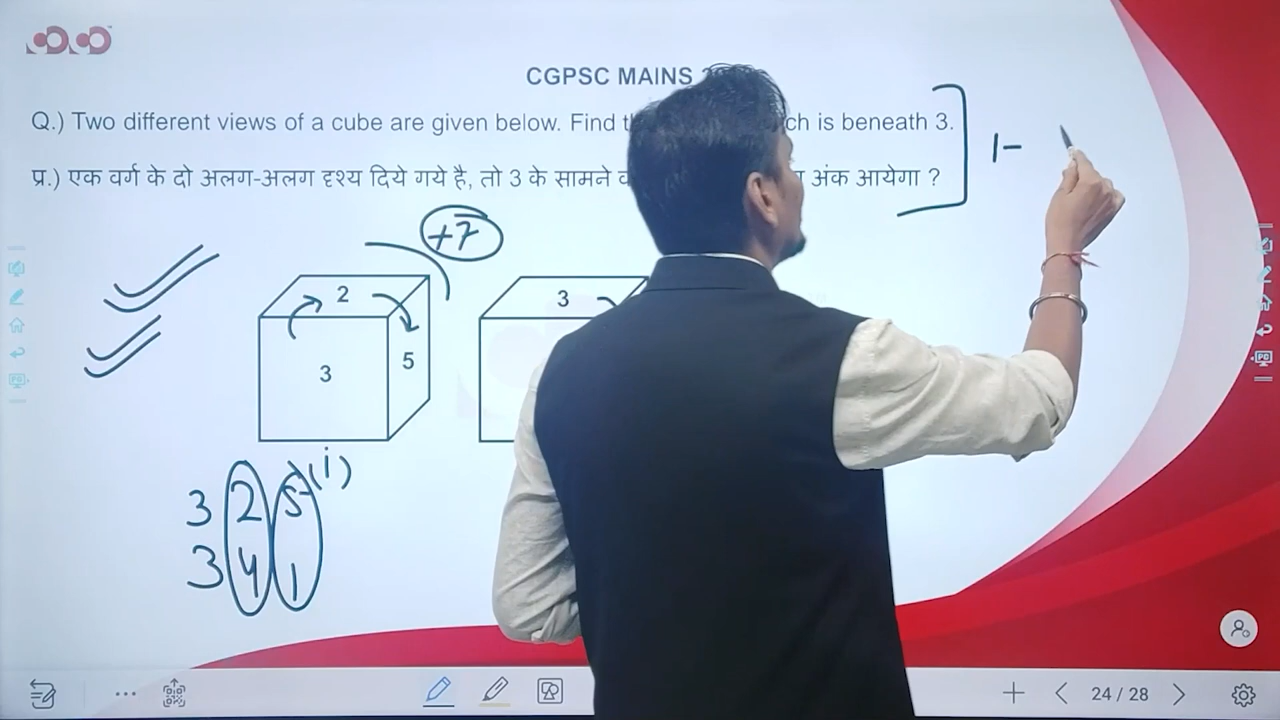 CGPSC MAINS
Q.) Two different views of a cube are given below. Find is beneath 3.
प्र.) एक वर्ग के दो अलग-अलग दृश्य दिये गये है, तो 3 के सामने अंक आयेगा ?
1-
+7
2
3
5
3
3 2 5 (i)
3 4 1
24 / 28